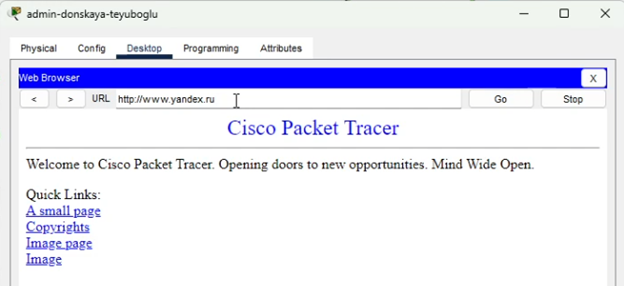 admin-donskaya-teyuboglu
Physical Config Desktop Programming Attributes
Web Browser X
< > URL http://www.yandex.ru Go Stop
Cisco Packet Tracer
Welcome to Cisco Packet Tracer. Opening doors to new opportunities. Mind Wide Open.
Quick Links:
A small page
Copyrights
Image page
Image